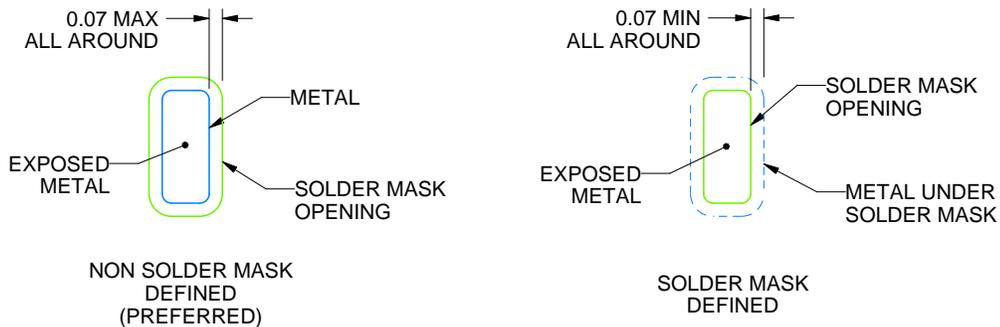 0.07 MAX
ALL AROUND
METAL
EXPOSED
METAL
SOLDER MASK
OPENING
NON SOLDER MASK
DEFINED
(PREFERRED)
0.07 MIN
ALL AROUND
SOLDER MASK
OPENING
EXPOSED
METAL
METAL UNDER
SOLDER MASK
SOLDER MASK
DEFINED